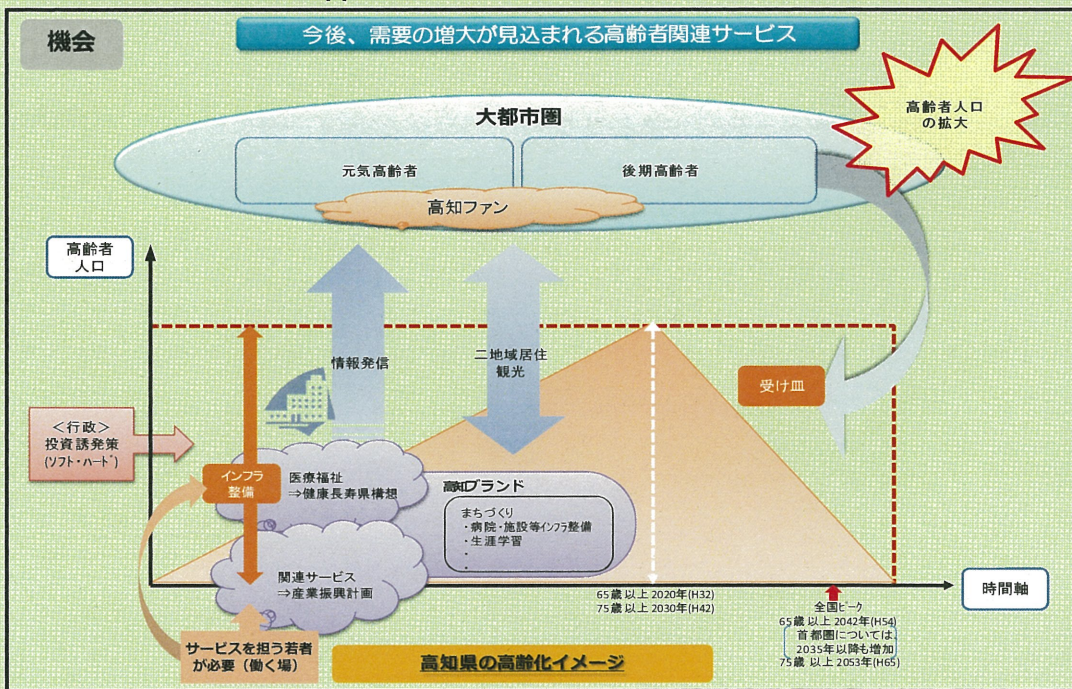 機会
今後、需要の増大が見込まれる高齢者関連サービス
高齢者人口
の拡大
大都市圏
元気高齢者
後期高齢者
高知ファン
高齢者
人口
情報発信
二地域居住
観光
受け皿
<行政>
投資誘発策
(ソフト・ハード)
インフラ
整備
医療福祉
⇒健康長寿県構想
高知ブランド
まちづくり
・病院・施設等インフラ整備
・生涯学習
・
関連サービス
⇒産業振興計画
時間軸
65歳以上 2020年(H32)
75歳以上 2030年(H42)
全国ピーク
65歳以上 2042年(H54)
首都圏については
2035年以降も増加
75歳以上 2053年(H65)
サービスを担う若者
が必要（働く場）
高知県の高齢化イメージ